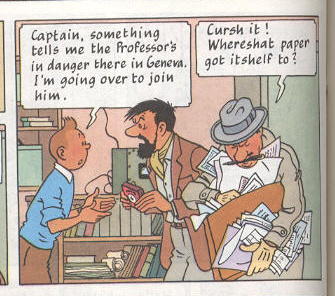 Captain, something
tells me the Professor's
in danger there in Geneva.
I'm going over to join
him.
Cursh it!
Whereshat paper
got itshelf to?